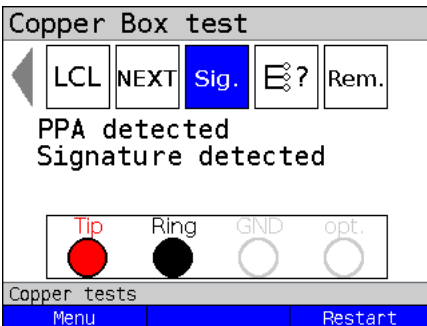 Copper Box test
LCL NEXT Sig. ? Rem.
PPA detected
Signature detected
Tip Ring GND opt.
Copper tests
Menu Restart